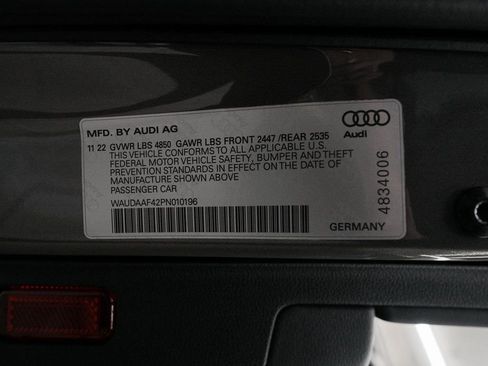 MFD. BY AUDI AG
11 22 GVWR LBS 4850 GAWR LBS FRONT 2447 /REAR 2535
THIS VEHICLE CONFORMS TO ALL APPLICABLE U.S.
FEDERAL MOTOR VEHICLE SAFETY, BUMPER AND THEFT
PREVENTION STANDARDS IN EFFECT ON THE DATE OF
MANUFACTURE SHOWN ABOVE
PASSENGER CAR
WAUDAAF42PN010196
Audi
4834006
GERMANY